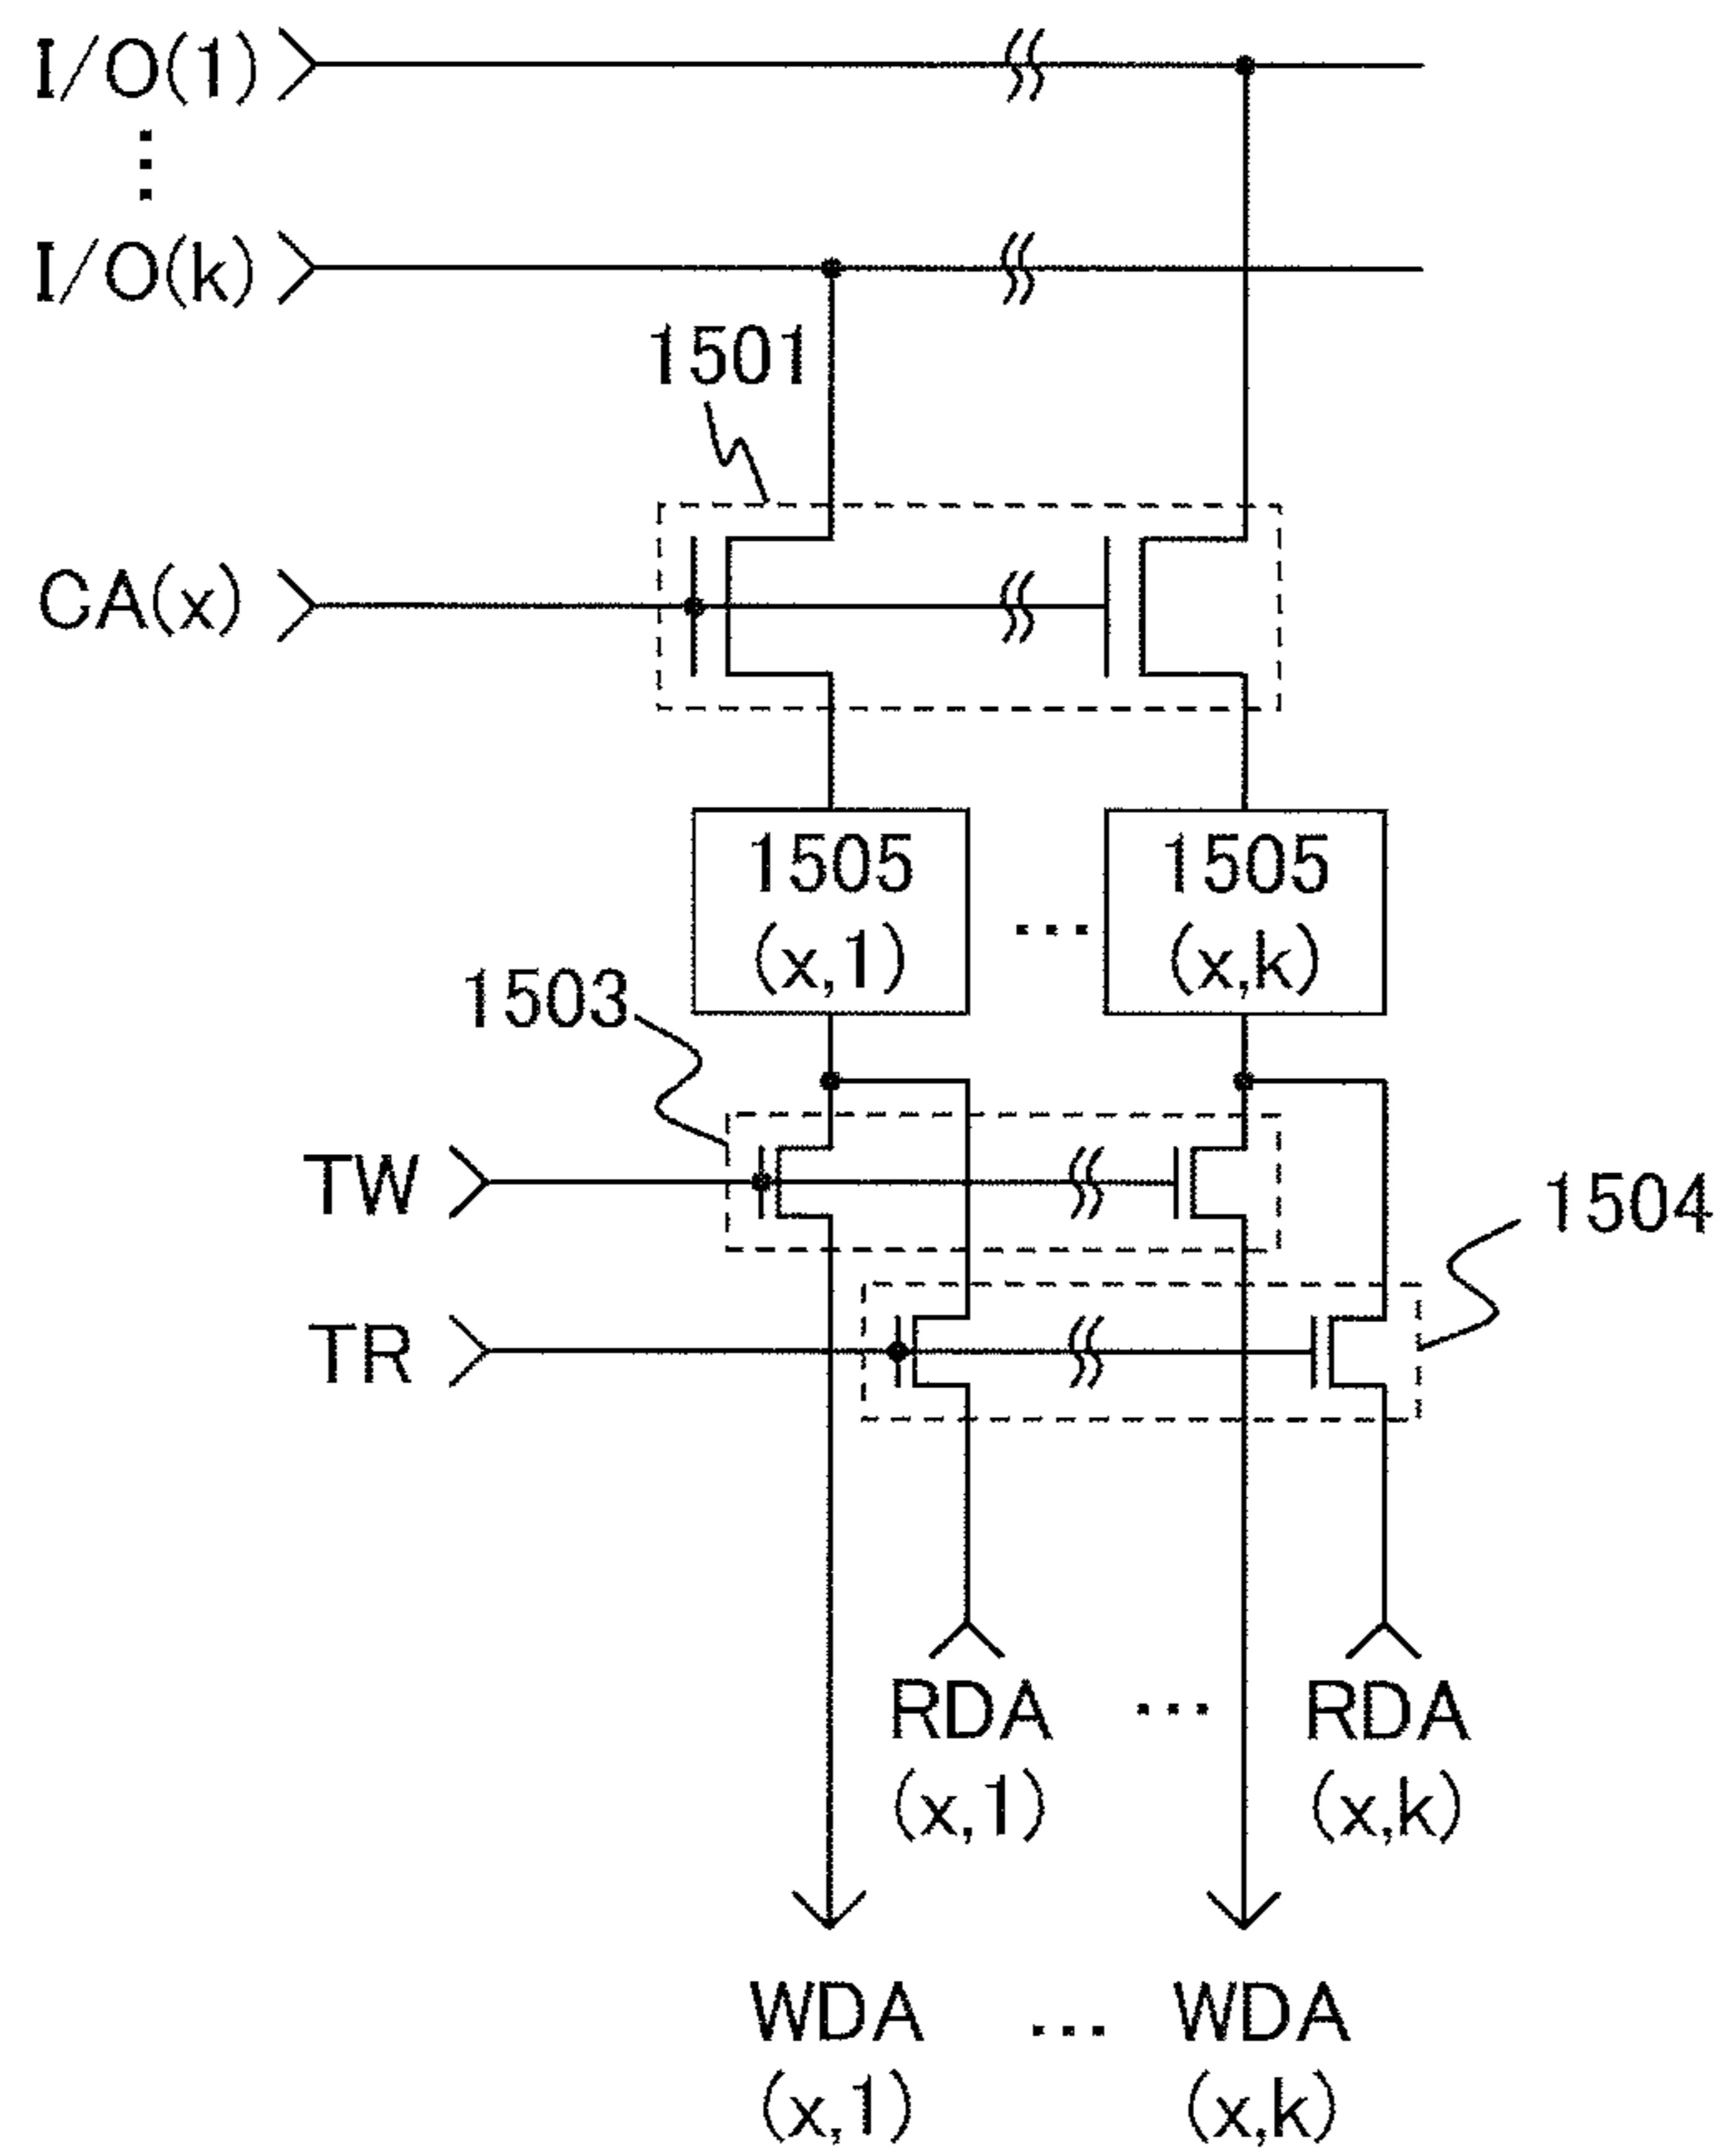 I/O(1)
⋮
I/O(k)
1501
CA(x)
1505
(x,1)
...
1505
(x,k)
1503
TW
1504
TR
RDA
(x,1)
...
RDA
(x,k)
WDA
(x,1)
...
WDA
(x,k)